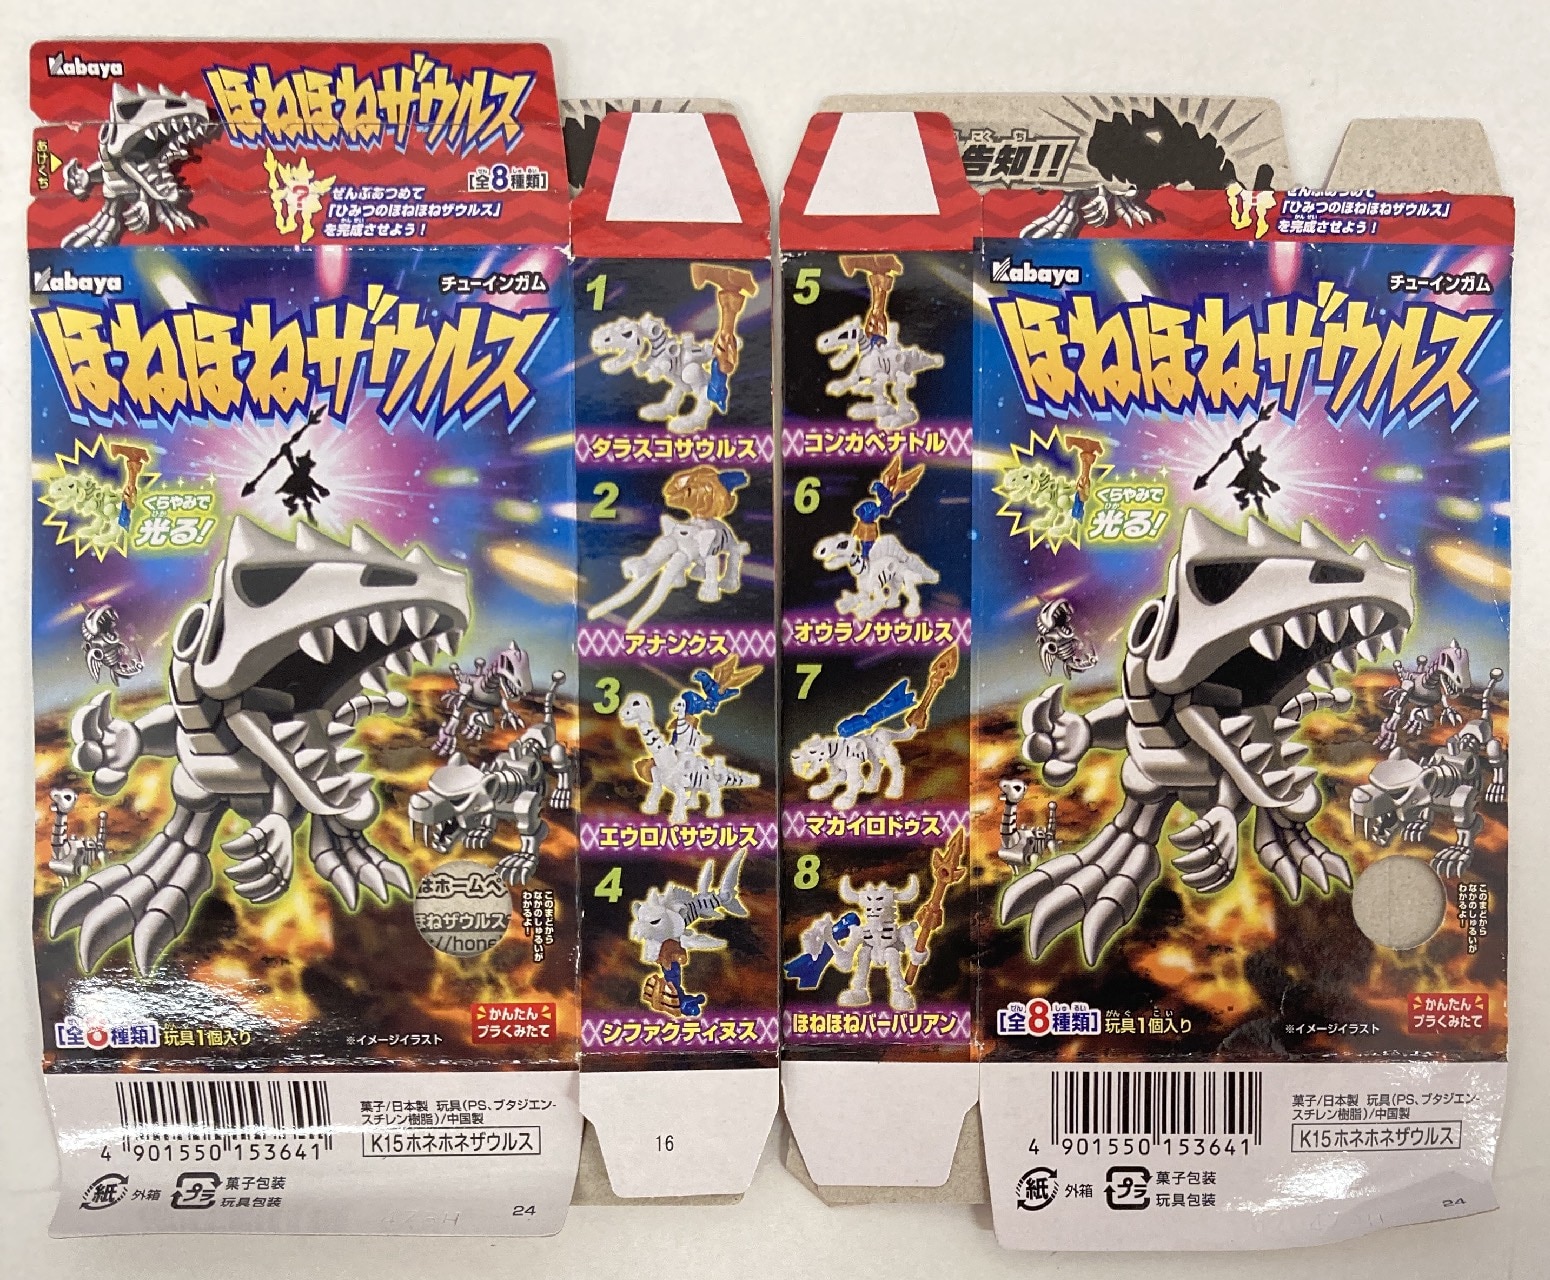 Kabaya
ほねほねザウルス
あけくち
[全8種類]
ぜんぶあつめて
「ひみつのほねほねザウルス」
を完成させよう!
Kabaya
チューインガム
ほねほねザウルス
くらやみで
光る!
はホームペ
ほねザウルス
://hone
このまどから
なかのしゅるいが
わかるよ!
[全8種類]玩具1個入り
※イメージイラスト
かんたん
プラくみたて
4 901550 153641
菓子/日本製 玩具(PS、ブタジエン-
スチレン樹脂)/中国製
K15ホネホネザウルス
紙 外箱
プラ 菓子包装
玩具包装
24
1
タラスコサウルス
2
アナンクス
3
エウロパサウルス
4
シファクティヌス
16
5
コンカベナトル
6
オウラノサウルス
7
マカイロドゥス
8
ほねほねバーバリアン
告知!!
ぜんぶあつめて
「ひみつのほねほねザウルス」
を完成させよう!
Kabaya
チューインガム
ほねほねザウルス
くらやみで
光る!
このまどから
なかのしゅるいが
わかるよ!
[全8種類]玩具1個入り
※イメージイラスト
かんたん
プラくみたて
4 901550 153641
菓子/日本製 玩具(PS、ブタジエン-
スチレン樹脂)/中国製
K15ホネホネザウルス
紙 外箱
プラ 菓子包装
玩具包装
24